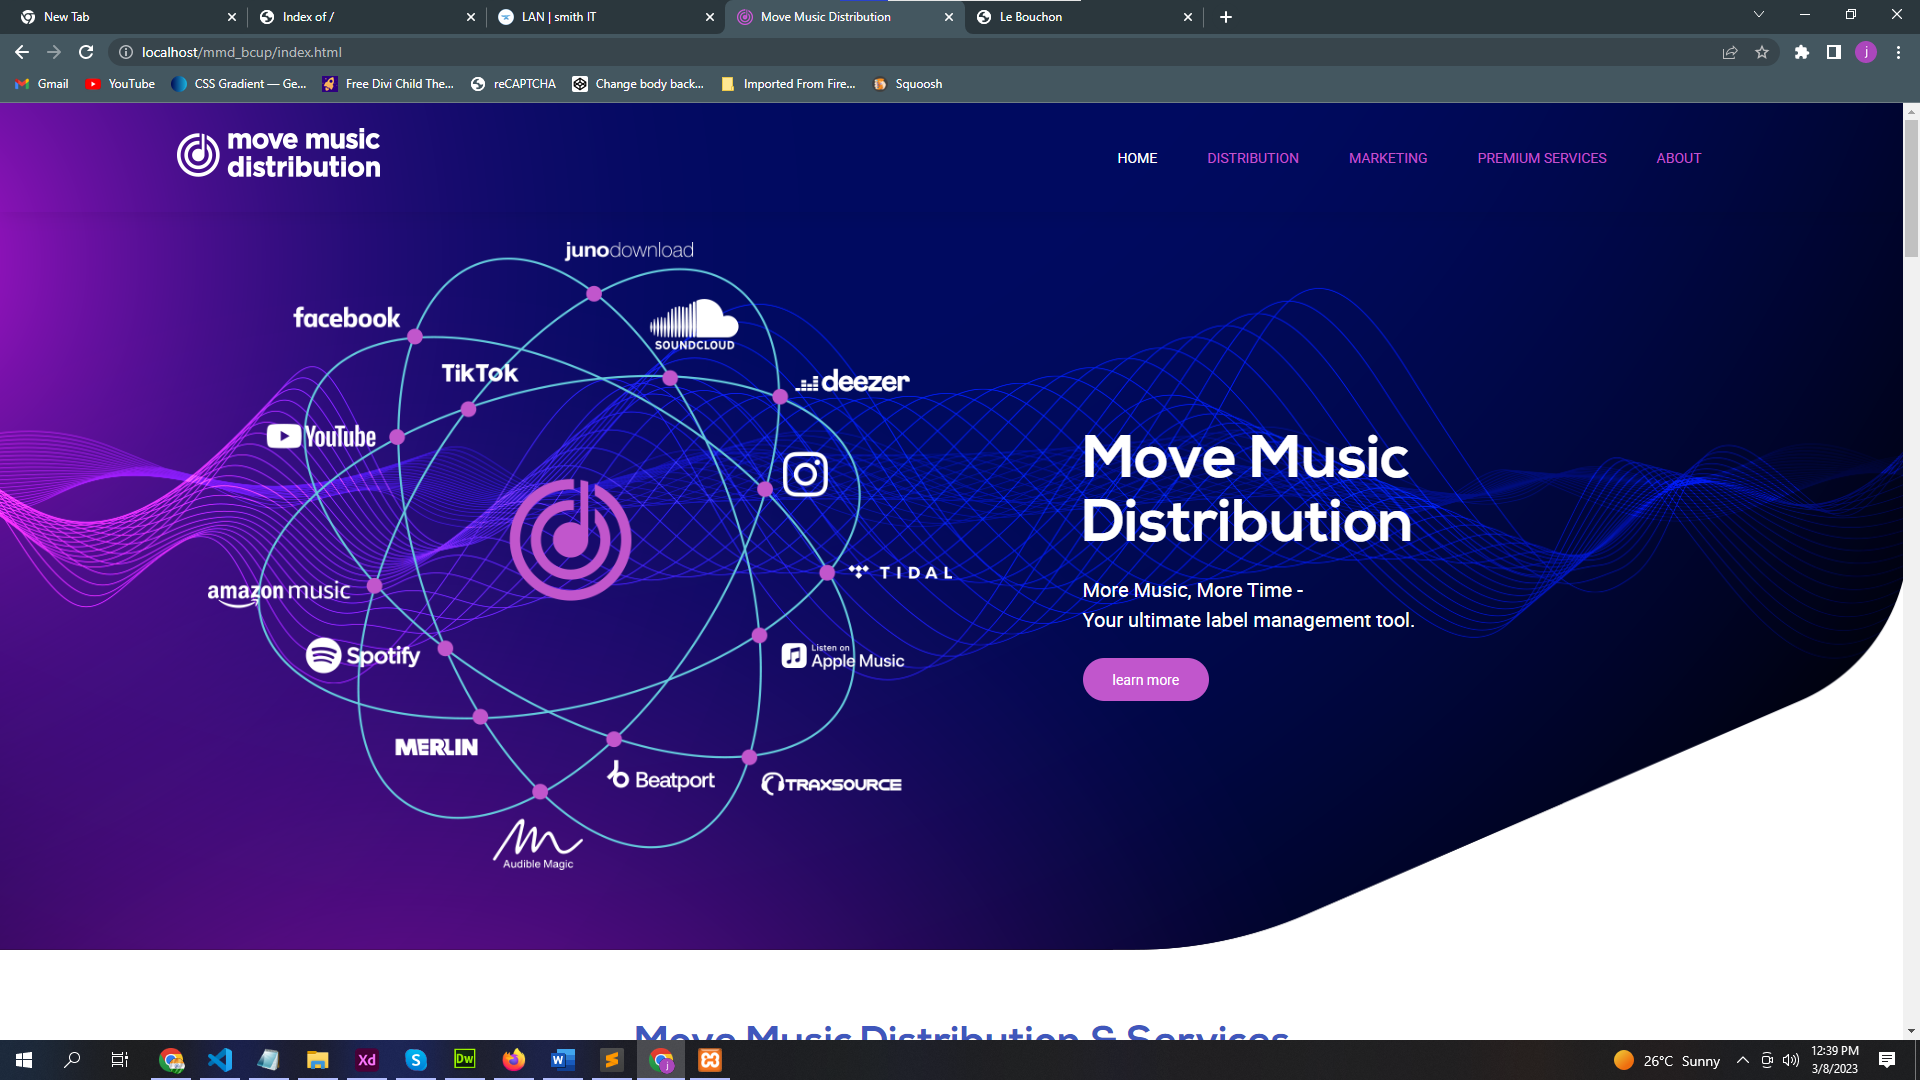 New Tab
Index of /
LAN | smith IT
Move Music Distribution
Le Bouchon
localhost/mmd_bcup/index.html
j
Gmail
YouTube
CSS Gradient — Ge...
Free Divi Child The...
reCAPTCHA
Change body back...
Imported From Fire...
Squoosh
move music
distribution
HOME
DISTRIBUTION
MARKETING
PREMIUM SERVICES
ABOUT
junodownload
facebook
SOUNDCLOUD
TikTok
deezer
YouTube
Move Music
Distribution
TIDAL
amazon music
More Music, More Time -
Your ultimate label management tool.
Spotify
Listen on
Apple Music
learn more
MERLIN
Beatport
TRAXSOURCE
Audible Magic
Move Music Distribution & Services
Xd
S
Dw
W
j
26°C Sunny
12:39 PM
3/8/2023